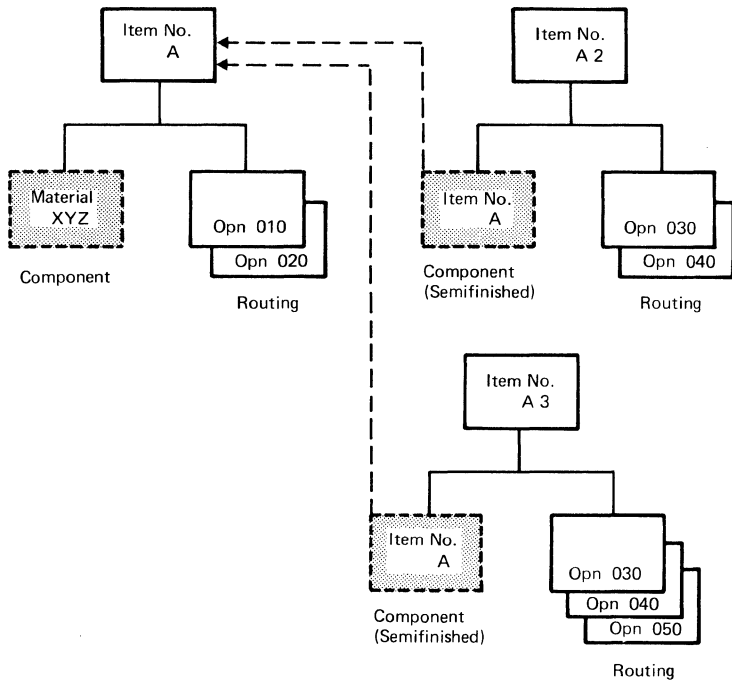 Item No.
A
Material
XYZ
Component
Opn 010
Opn 020
Routing
Item No.
A 2
Item No.
A
Component
(Semifinished)
Opn 030
Opn 040
Routing
Item No.
A 3
Item No.
A
Component
(Semifinished)
Opn 030
Opn 040
Opn 050
Routing